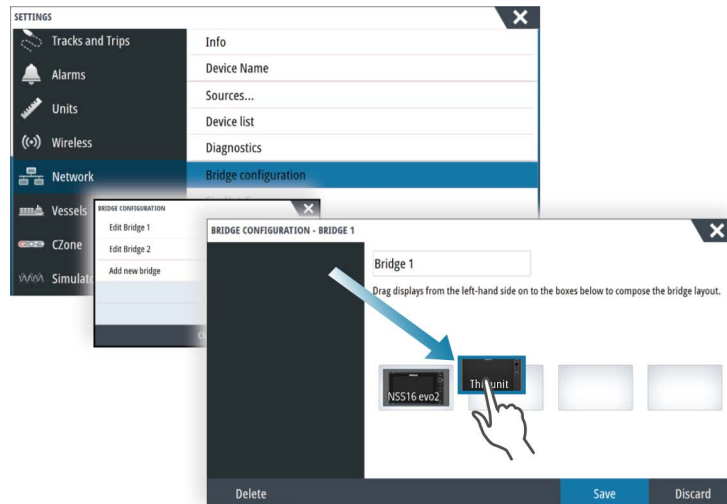 SETTINGS
Tracks and Trips
Alarms
Units
Wireless
Network
Vessels
CZone
Info
Device Name
Sources...
Device list
Diagnostics
Bridge configuration
BRIDGE CONFIGURATION
Edit Bridge 1
Edit Bridge 2
Add new bridge
BRIDGE CONFIGURATION - BRIDGE 1
Bridge 1
Drag displays from the left-hand side on to the boxes below to compose the bridge layout.
NSS16 evo2
Delete
Save
Discard